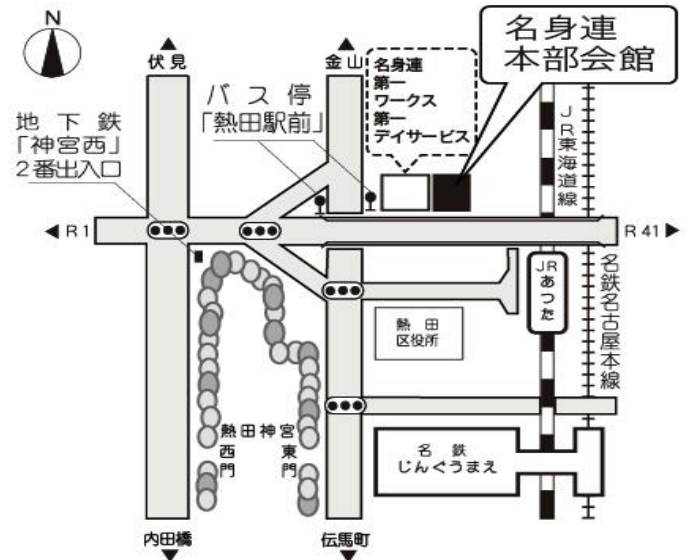 N
伏見
金山
名身連
本部会館
名身連
第一
ワークス
第一
デイサービス
バス停
「熱田駅前」
地下鉄
「神宮西」
2番出入口
JR東海道線
R1
R41
JR
あつた
名鉄名古屋本線
熱田
区役所
熱田神宮
西門
東門
名鉄
じんぐうまえ
内田橋
伝馬町